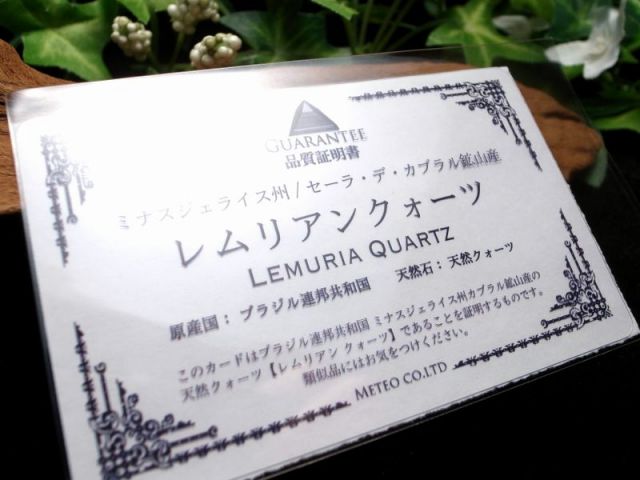 GUARANTEE
品質証明書
ミナスジェライス州/セーラ・デ・カブラル鉱山産
レムリアンクォーツ
LEMURIA QUARTZ
原産国:ブラジル連邦共和国 天然石:天然クォーツ
このカードはブラジル連邦共和国 ミナスジェライス州カブラル鉱山産の
天然クォーツ【レムリアンクォーツ】であることを証明するものです。
類似品にはお気をつけください。
METEO CO.LTD